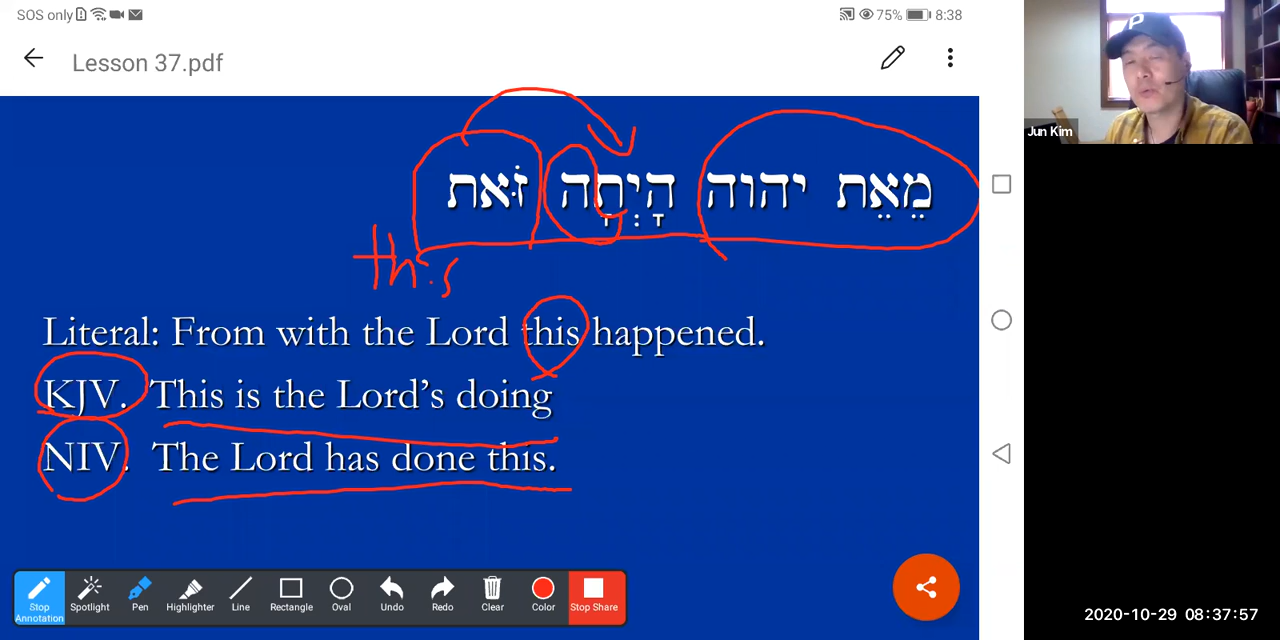 SOS only 75% 8:38
Lesson 37.pdf
Jun Kim
מֵאֵת יהוה הָיְתָה זֹּאת
this
Literal: From with the Lord this happened.
KJV. This is the Lord’s doing
NIV. The Lord has done this.
Stop Annotation Spotlight Pen Highlighter Line Rectangle Oval Undo Redo Clear Color Stop Share
2020-10-29 08:37:57